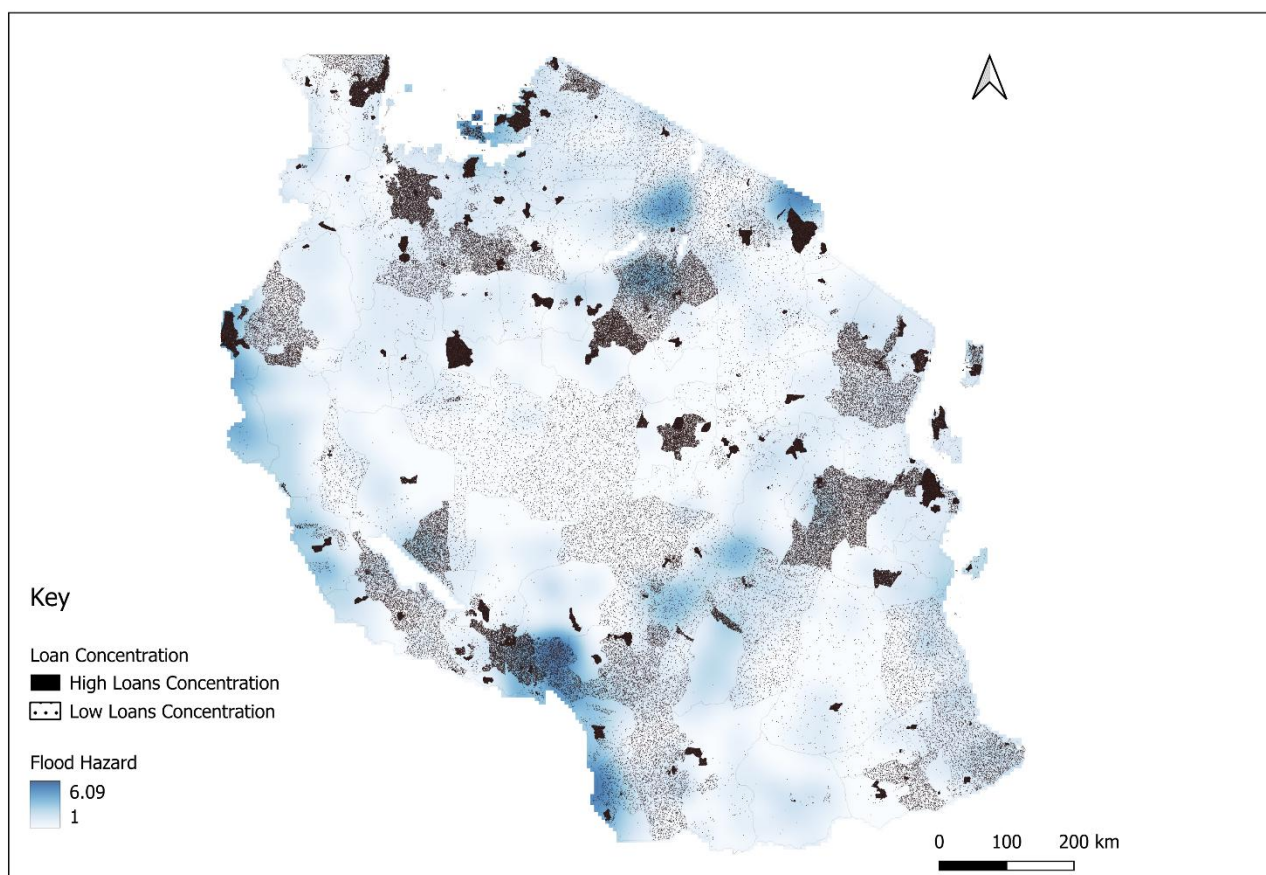 Key
Loan Concentration
High Loans Concentration
Low Loans Concentration
Flood Hazard
6.09
1
0 100 200 km